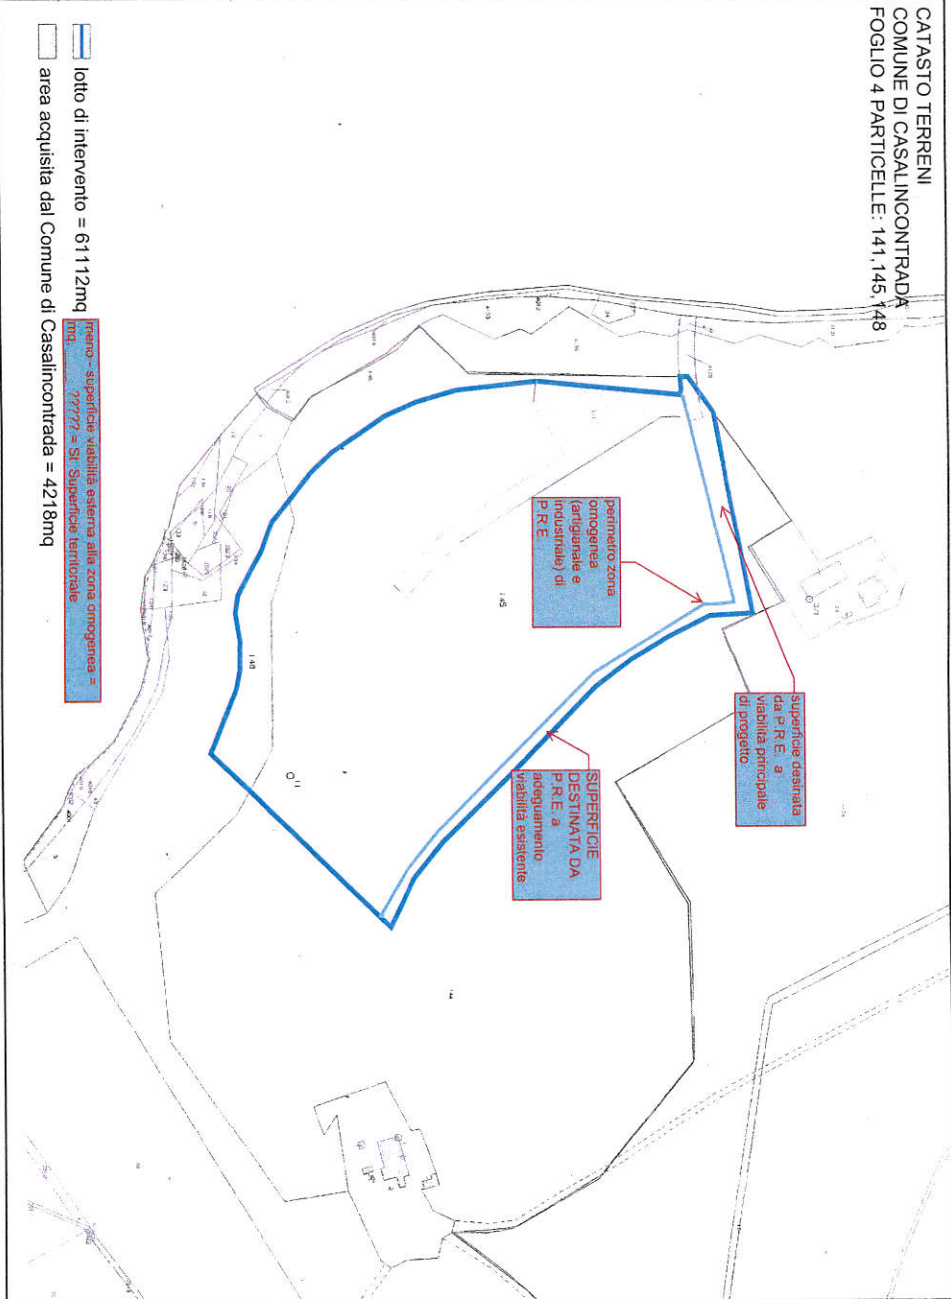 CATASTO TERRENI
COMUNE DI CASALINCONTRADA
FOGLIO 4 PARTICELLE: 141,145,148
superficie desinata
da P.R.E. a
viabilità principale
di progetto
perimetro zona
omogenea
(artigianale e
industriale) di
P.R.E.
SUPERFICIE
DESTINATA DA
P.R.E. a
adeguamento
viabilità esistente
145
148
11
lotto di intervento = 61112mq
meno - superficie viabilità esterna alla zona omogenea =
mq ????? = St: Superficie territoriale
area acquisita dal Comune di Casalincontrada = 4218mq